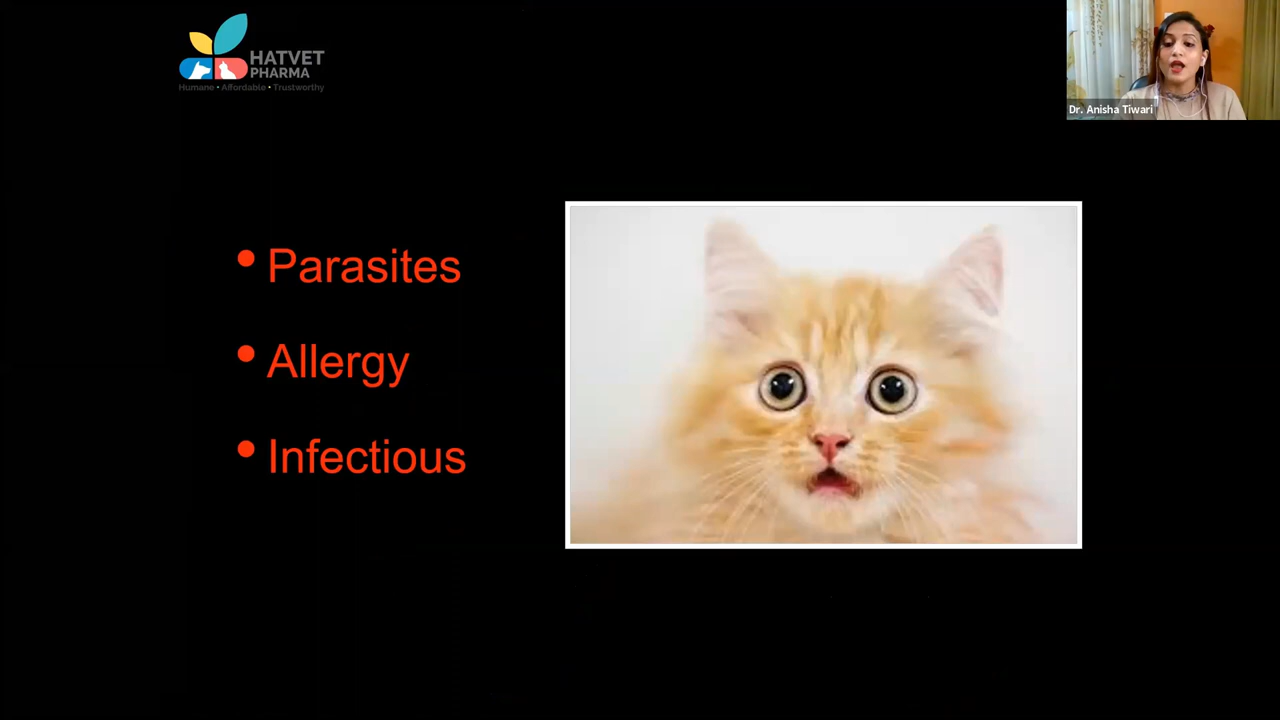 HATVET
PHARMA
Humane • Affordable • Trustworthy
Dr. Anisha Tiwari
• Parasites
• Allergy
• Infectious